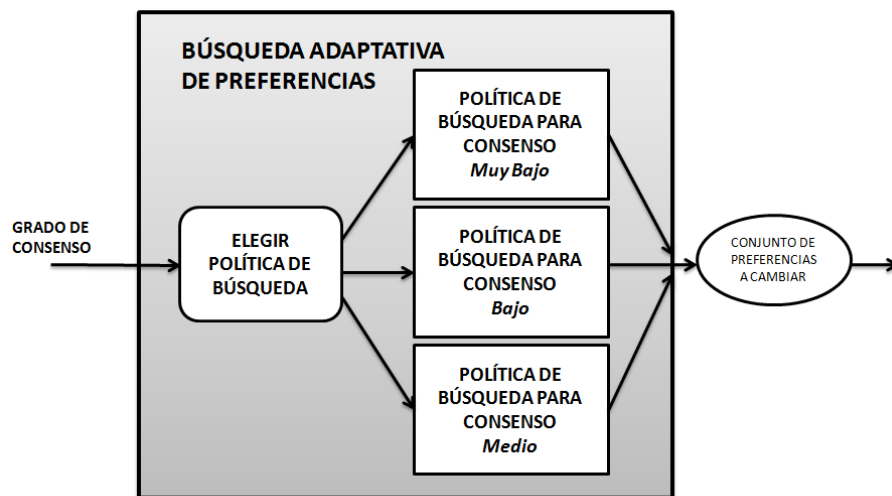 BÚSQUEDA ADAPTATIVA
DE PREFERENCIAS
GRADO DE
CONSENSO
ELEGIR
POLÍTICA DE
BÚSQUEDA
POLÍTICA DE
BÚSQUEDA PARA
CONSENSO
Muy Bajo
POLÍTICA DE
BÚSQUEDA PARA
CONSENSO
Bajo
POLÍTICA DE
BÚSQUEDA PARA
CONSENSO
Medio
CONJUNTO DE
PREFERENCIAS
A CAMBIAR